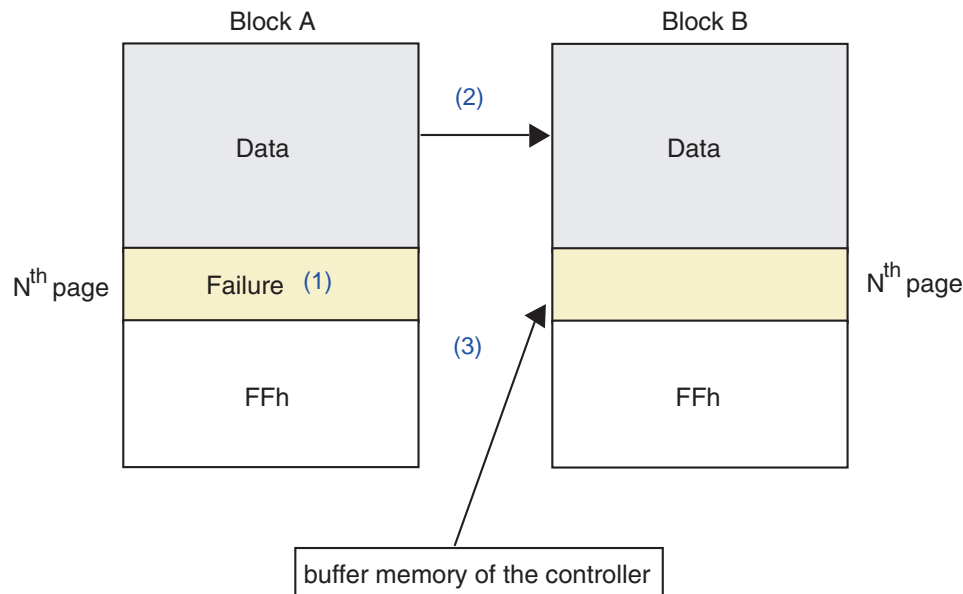 Block A
Block B
(2)
Data
Data
Nth page
Failure (1)
Nth page
(3)
FFh
FFh
buffer memory of the controller